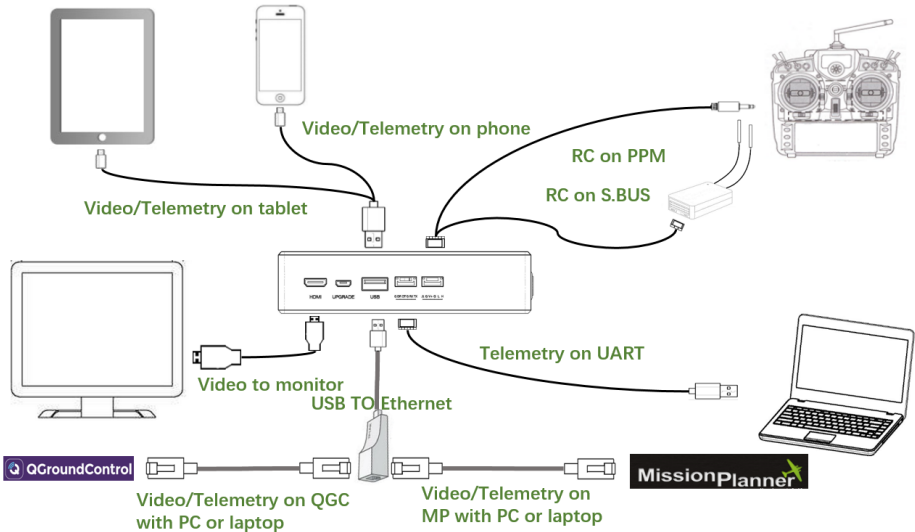 Video/Telemetry on phone
RC on PPM
RC on S.BUS
Video/Telemetry on tablet
HDMI
UPGRADE
USB
Telemetry on UART
Video to monitor
USB TO Ethernet
QGroundControl
MissionPlanner
Video/Telemetry on QGC
with PC or laptop
Video/Telemetry on
MP with PC or laptop